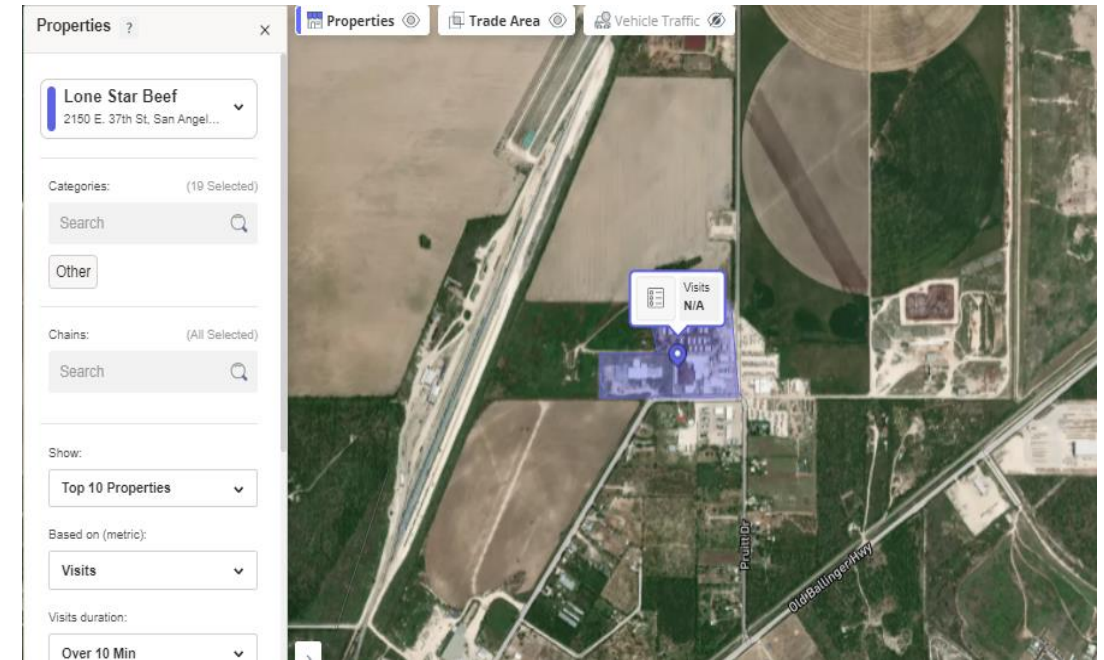 Properties ?
×
Lone Star Beef
2150 E. 37th St, San Angel...
Categories: (19 Selected)
Search
Other
Chains: (All Selected)
Search
Show:
Top 10 Properties
Based on (metric):
Visits
Visits duration:
Over 10 Min
Properties
Trade Area
Vehicle Traffic
Visits
N/A
Pruitt Dr
Old Ballinger Hwy